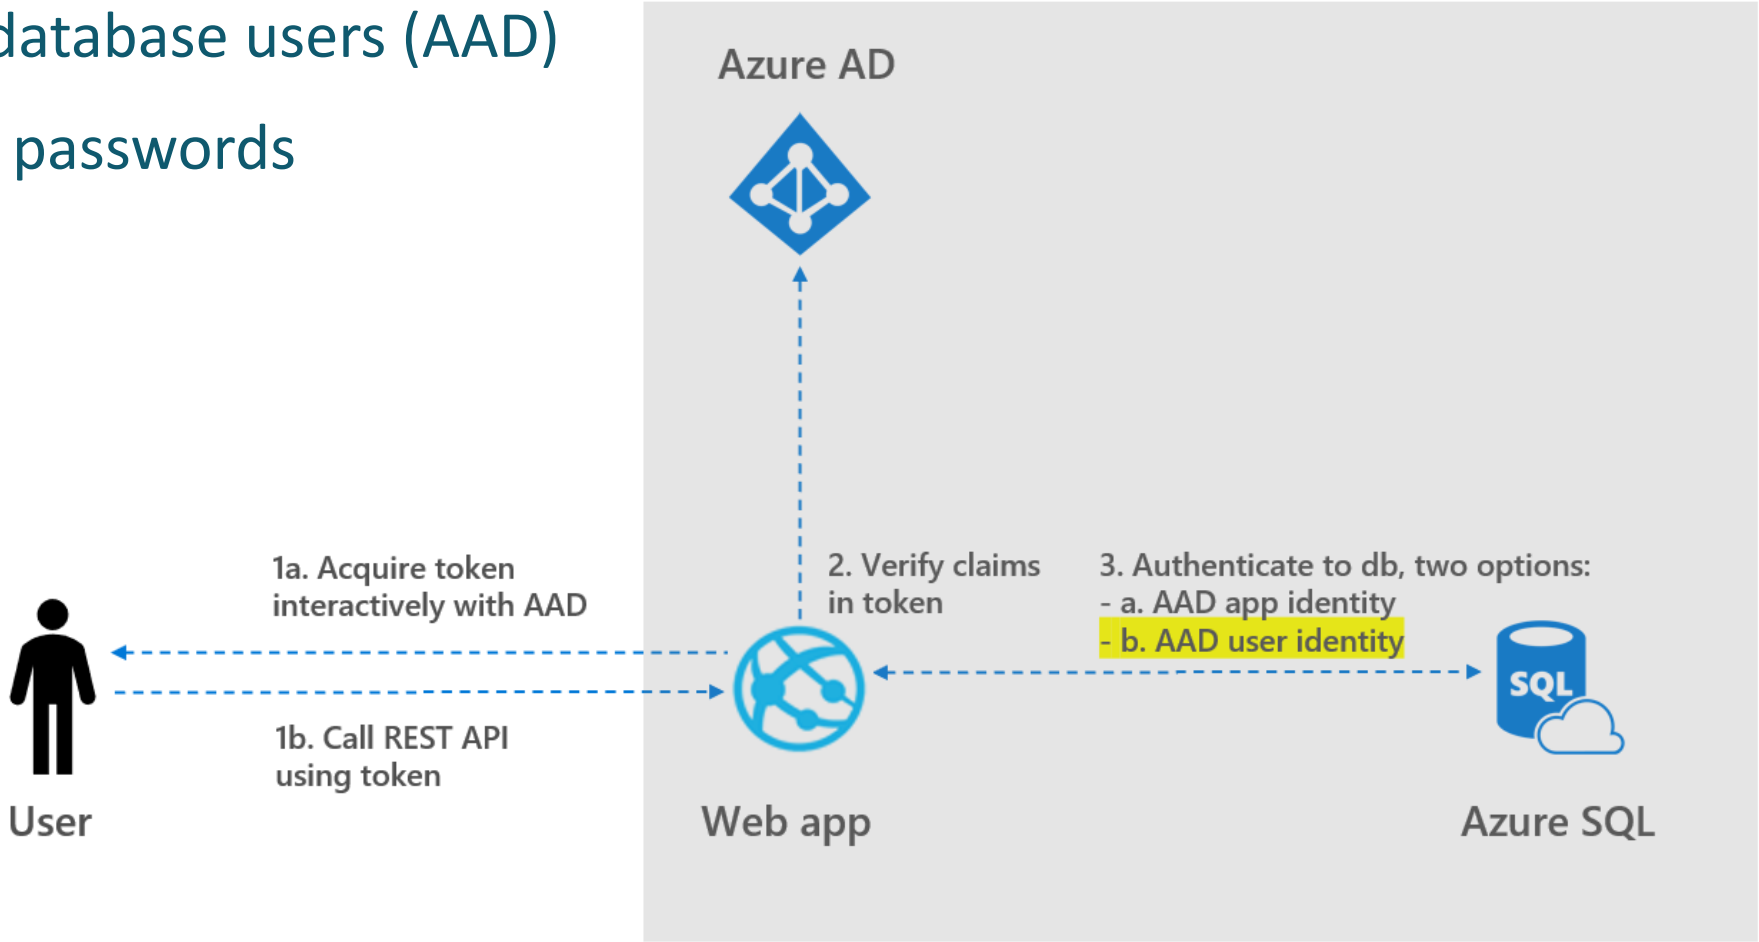 database users (AAD)
passwords
Azure AD
1a. Acquire token
interactively with AAD
2. Verify claims
in token
3. Authenticate to db, two options:
- a. AAD app identity
- b. AAD user identity
SQL
1b. Call REST API
using token
User
Web app
Azure SQL